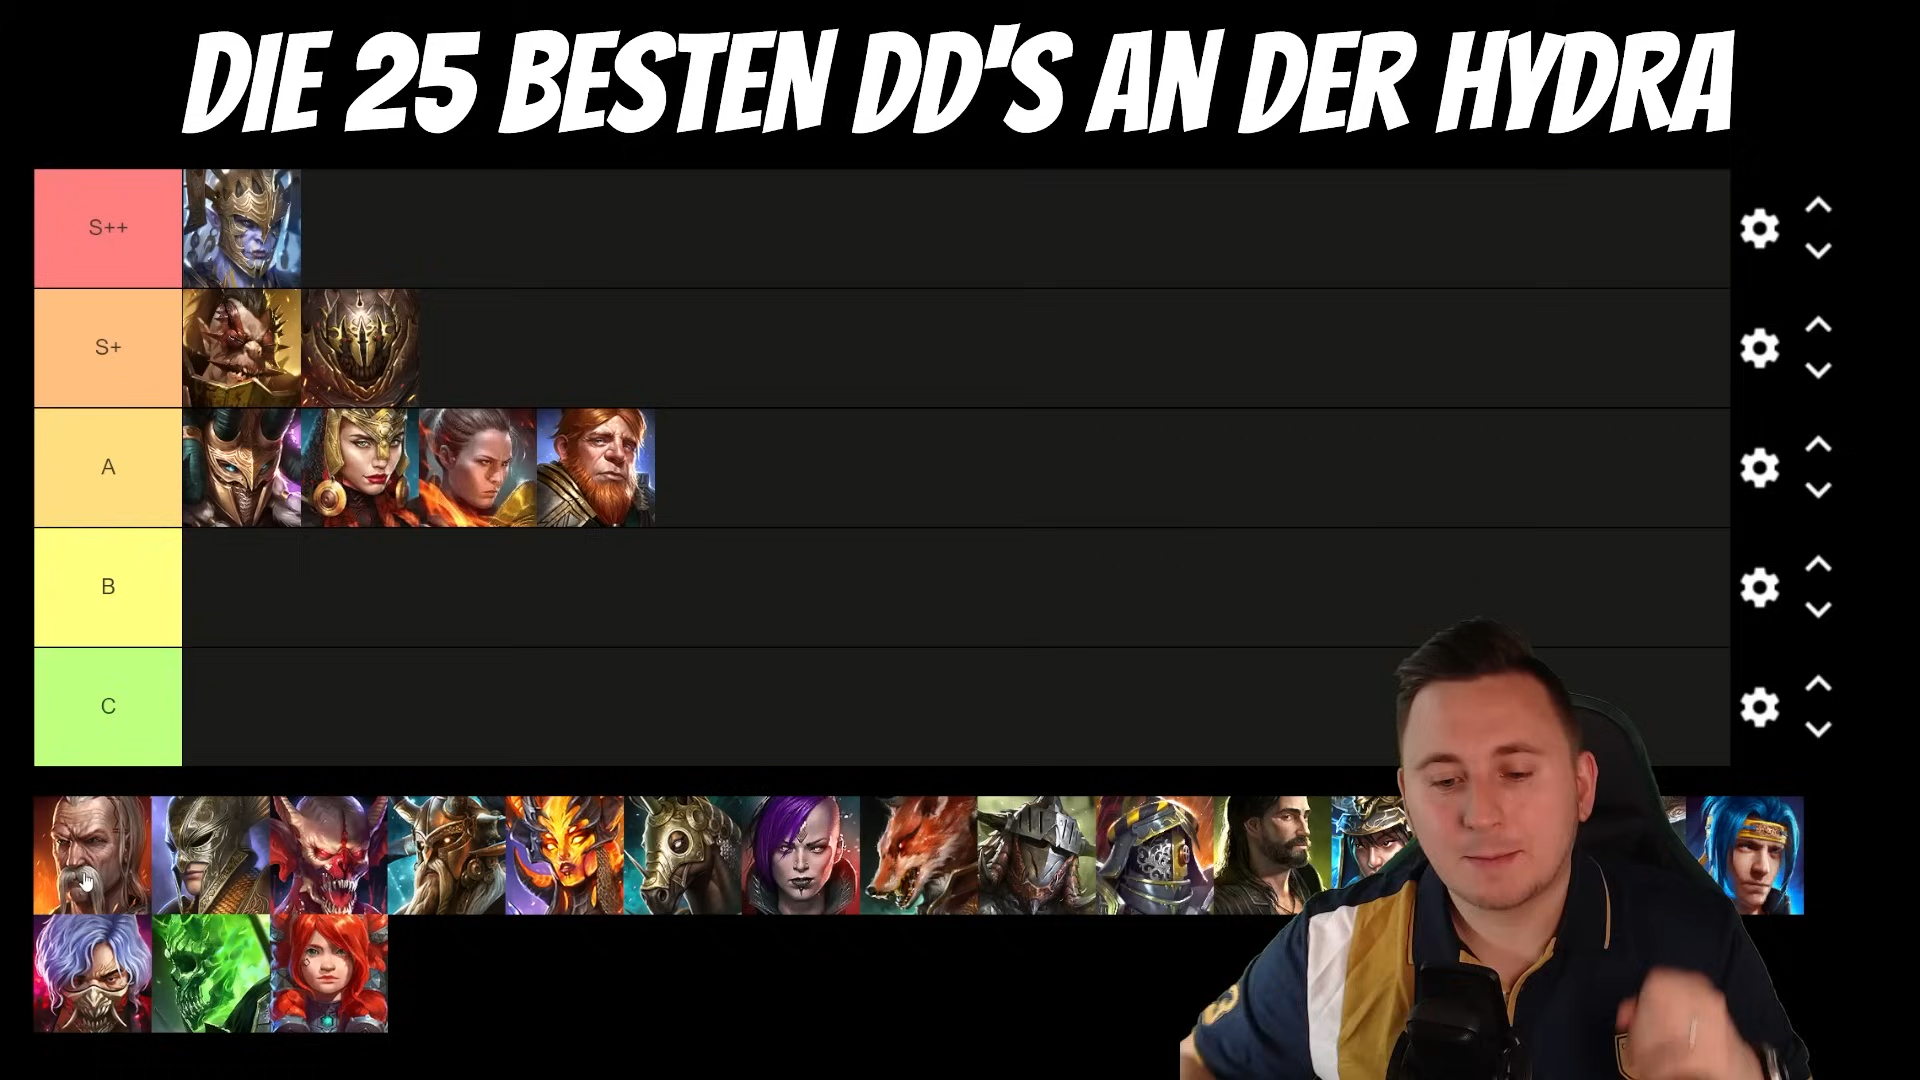 DIE 25 BESTEN DD'S AN DER HYDRA
S++
S+
A
B
C